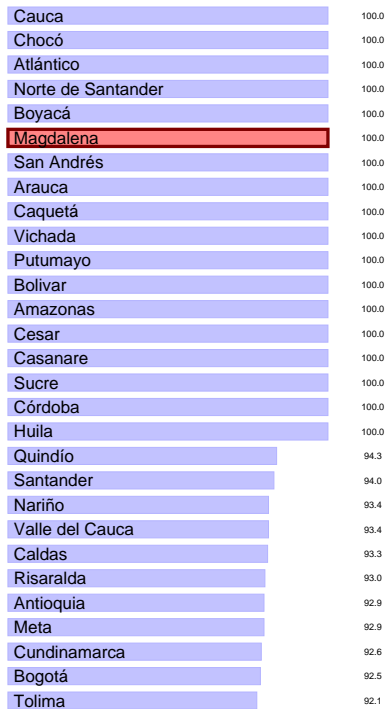 Cauca 100.0
Chocó 100.0
Atlántico 100.0
Norte de Santander 100.0
Boyacá 100.0
Magdalena 100.0
San Andrés 100.0
Arauca 100.0
Caquetá 100.0
Vichada 100.0
Putumayo 100.0
Bolivar 100.0
Amazonas 100.0
Cesar 100.0
Casanare 100.0
Sucre 100.0
Córdoba 100.0
Huila 100.0
Quindío 94.3
Santander 94.0
Nariño 93.4
Valle del Cauca 93.4
Caldas 93.3
Risaralda 93.0
Antioquia 92.9
Meta 92.9
Cundinamarca 92.6
Bogotá 92.5
Tolima 92.1